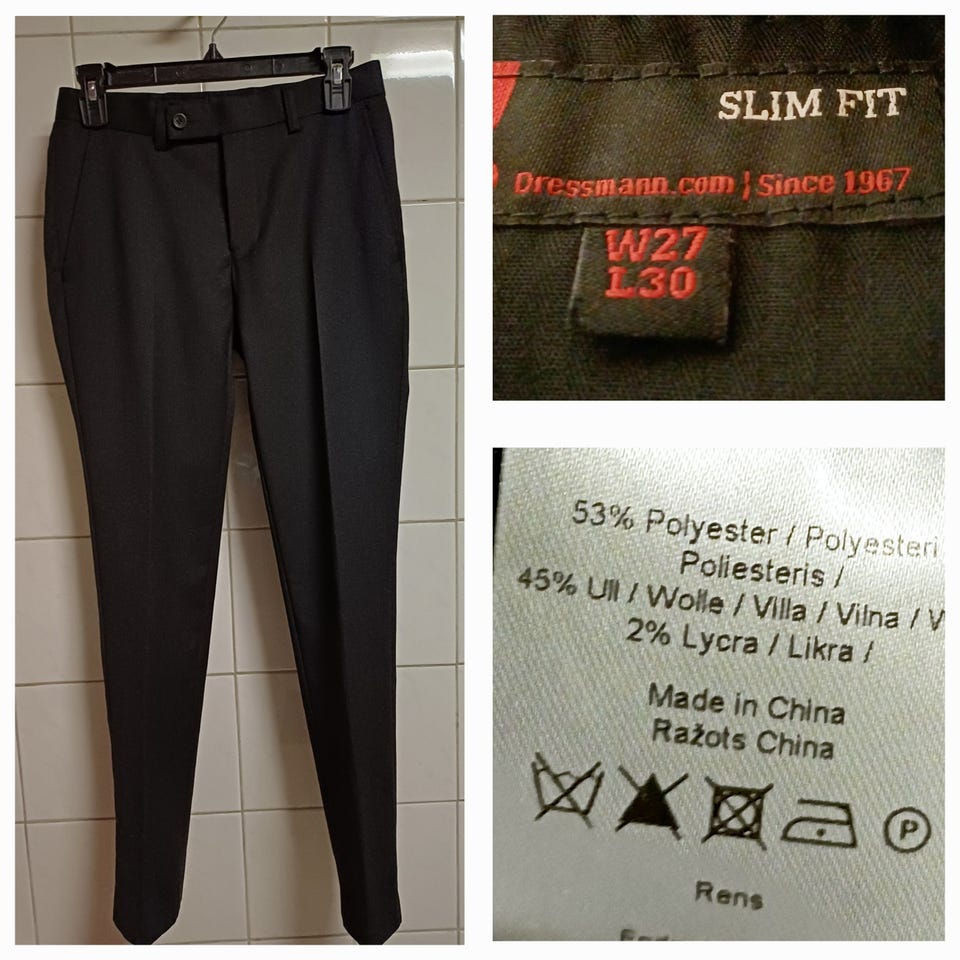 SLIM FIT
Dressmann.com ¦ Since 1967
W27
L30
53% Polyester / Polyesteri
Poliesteris /
45% Ull / Wolle / Villa / Vilna / V
2% Lycra / Likra /
Made in China
Ražots China
P
Rens